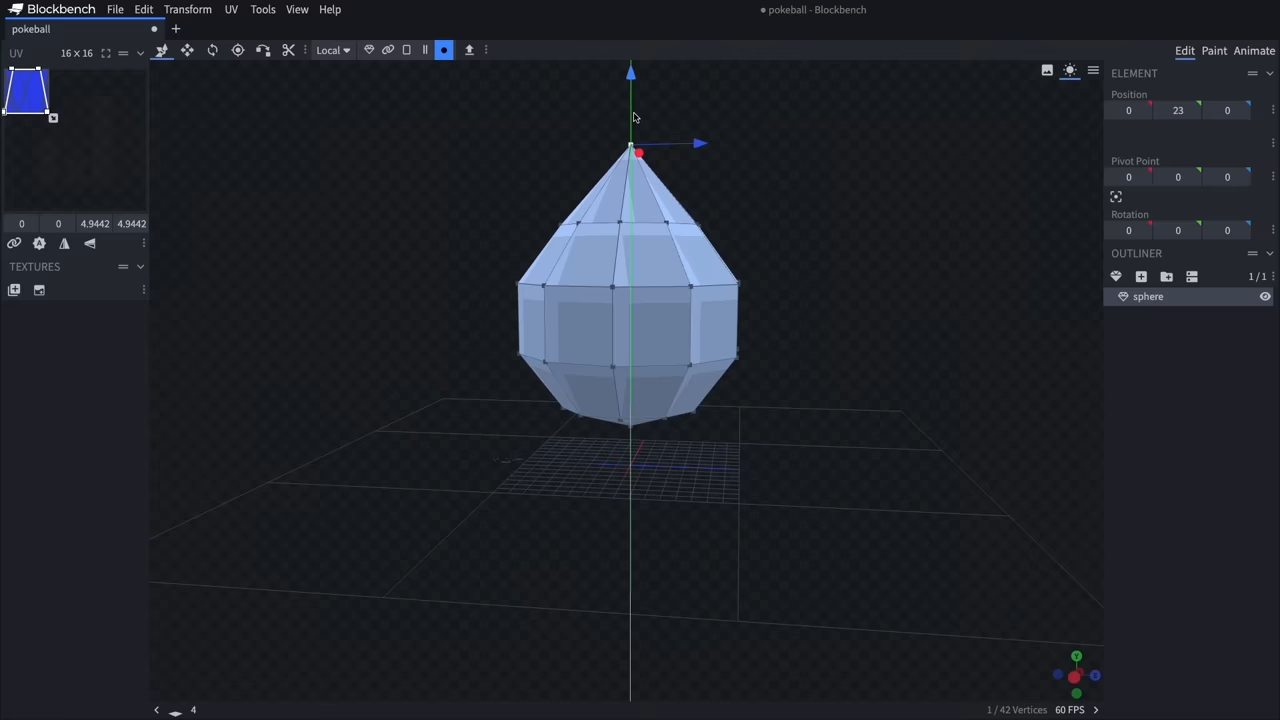 Blockbench File Edit Transform UV Tools View Help
pokeball - Blockbench
pokeball
UV 16 × 16
Local
Edit Paint Animate
ELEMENT
Position
0 23 0
Pivot Point
0 0 0
Rotation
0 0 0
OUTLINER
1 / 1
sphere
0 0 4.9442 4.9442
TEXTURES
Y
X
4
1 / 42 Vertices 60 FPS